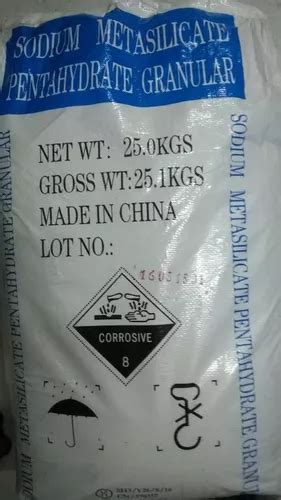 SODIUM METASILICATE
PENTAHYDRATE GRANULAR
NET WT: 25.0KGS
GROSS WT:25.1KGS
MADE IN CHINA
LOT NO.:
CORROSIVE
8
SODIUM METASILICATE PENTAHYDRATE GRANULAR
SODIUM METASILICATE PENTAHYDRATE GRANULAR